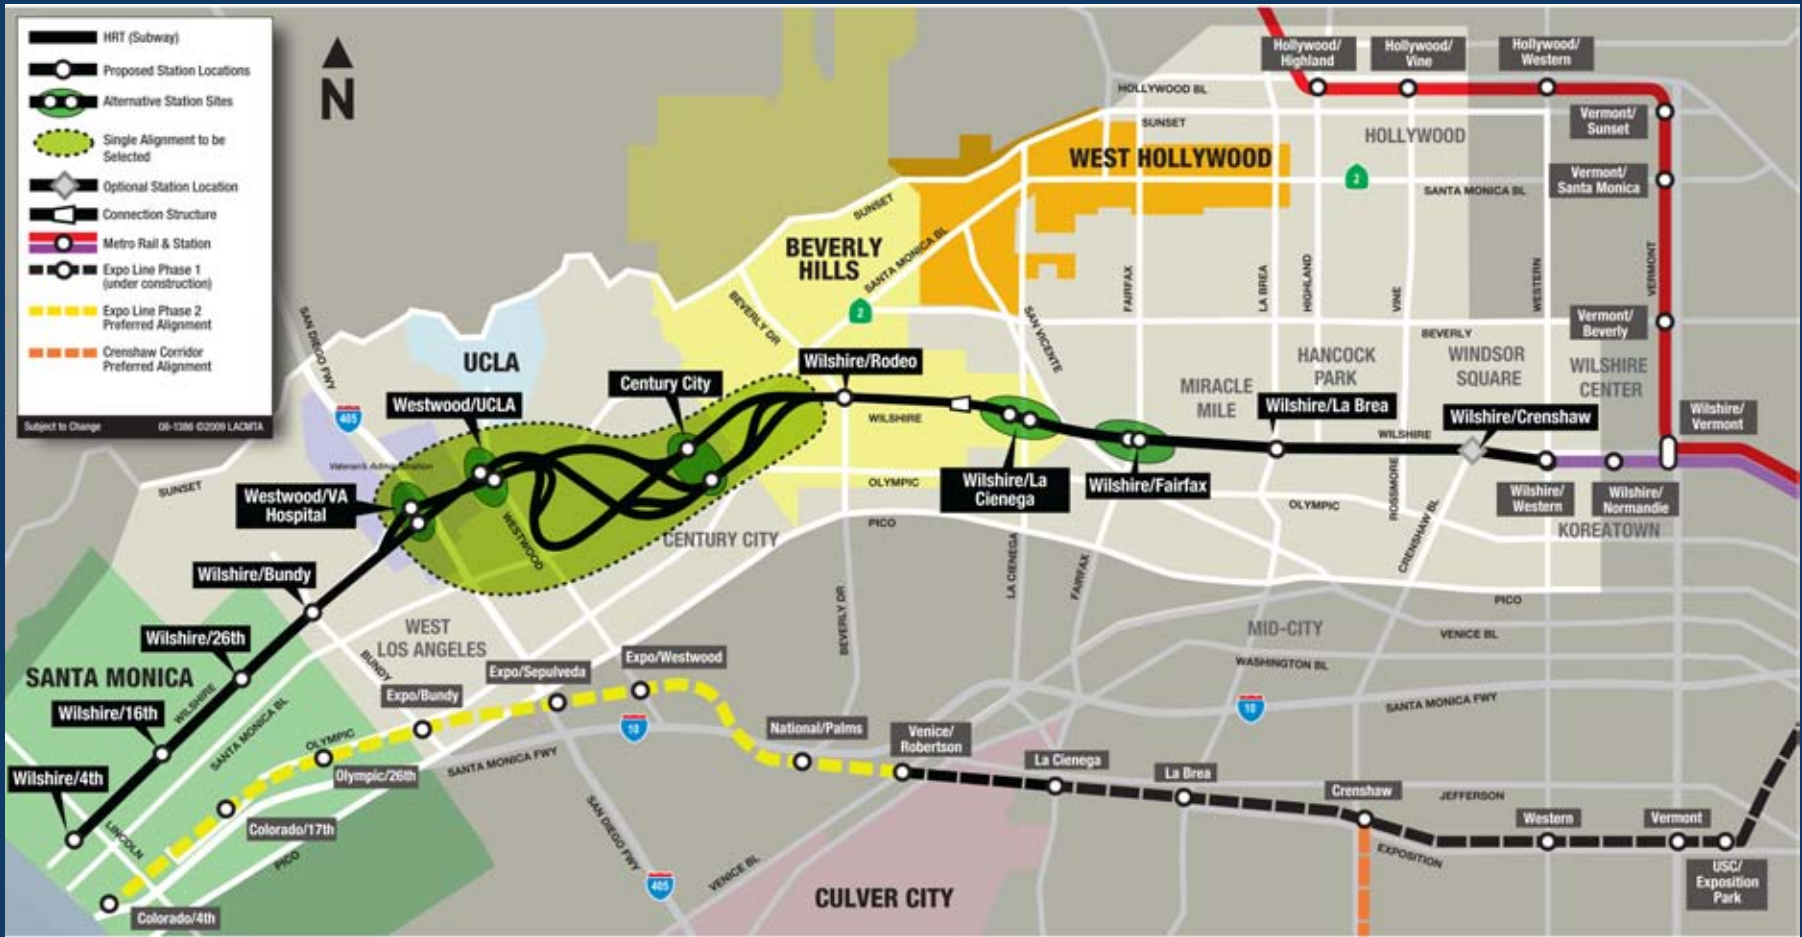 HRT (Subway)
Proposed Station Locations
Alternative Station Sites
Single Alignment to be
Selected
Optional Station Location
Connection Structure
Metro Rail & Station
Expo Line Phase 1
(under construction)
Expo Line Phase 2
Preferred Alignment
Crenshaw Corridor
Preferred Alignment
Subject to Change
08-1386 ©2009 LACMTA
N
Hollywood/
Highland
Hollywood/
Vine
Hollywood/
Western
HOLLYWOOD BL
SUNSET
Vermont/
Sunset
HOLLYWOOD
WEST HOLLYWOOD
2
Vermont/
Santa Monica
SANTA MONICA BL
SUNSET
BEVERLY
HILLS
SANTA MONICA BL
FAIRFAX
LA BREA
HIGHLAND
VINE
WESTERN
VERMONT
BEVERLY DR
2
SAN VICENTE
Vermont/
Beverly
BEVERLY
SAN DIEGO FWY
UCLA
Wilshire/Rodeo
HANCOCK
PARK
WINDSOR
SQUARE
WILSHIRE
CENTER
Century City
MIRACLE
MILE
405
Westwood/UCLA
WILSHIRE
Wilshire/La Brea
Wilshire/Crenshaw
Wilshire/
Vermont
WILSHIRE
Veteran's Administration
SUNSET
Westwood/VA
Hospital
OLYMPIC
Wilshire/La
Cienega
Wilshire/Fairfax
OLYMPIC
ROSSMORE
Wilshire/
Western
Wilshire/
Normandie
KOREATOWN
WESTWOOD
CENTURY CITY
PICO
CRENSHAW BL
LA CIENEGA
FAIRFAX
Wilshire/Bundy
PICO
BEVERLY DR
Wilshire/26th
WEST
LOS ANGELES
MID-CITY
VENICE BL
WASHINGTON BL
SANTA MONICA
BUNDY
Expo/Sepulveda
Expo/Westwood
WILSHIRE
Expo/Bundy
SANTA MONICA FWY
10
Wilshire/16th
SANTA MONICA BL
10
National/Palms
Venice/
Robertson
OLYMPIC
SANTA MONICA FWY
La Cienega
La Brea
Wilshire/4th
Olympic/26th
Crenshaw
JEFFERSON
Western
Vermont
LINCOLN
Colorado/17th
SAN DIEGO FWY
PICO
EXPOSITION
VENICE BL
405
USC/
Exposition
Park
CULVER CITY
Colorado/4th